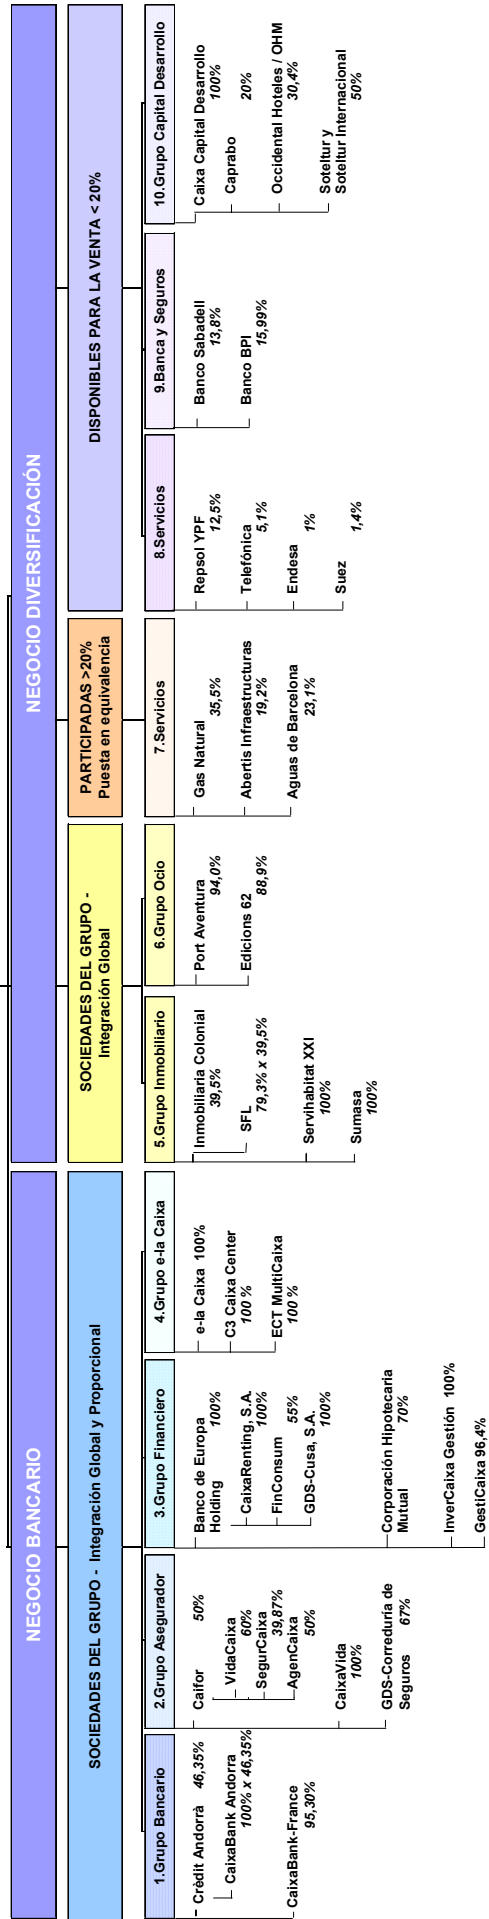 NEGOCIO BANCARIO
NEGOCIO DIVERSIFICACIÓN
SOCIEDADES DEL GRUPO - Integración Global y Proporcional
SOCIEDADES DEL GRUPO -
Integración Global
PARTICIPADAS >20%
Puesta en equivalencia
DISPONIBLES PARA LA VENTA < 20%
1.Grupo Bancario
Crèdit Andorrà 46,35%
CaixaBank Andorra
100% x 46,35%
CaixaBank-France
95,30%
2.Grupo Asegurador
Caifor 50%
VidaCaixa
60%
SegurCaixa
39,87%
AgenCaixa
50%
CaixaVida
100%
GDS-Correduría de
Seguros 67%
3.Grupo Financiero
Banco de Europa
Holding 100%
CaixaRenting, S.A.
100%
FinConsum
55%
GDS-Cusa, S.A.
100%
Corporación Hipotecaria
Mutual 70%
InverCaixa Gestión 100%
GestiCaixa 96,4%
4.Grupo e-la Caixa
e-la Caixa 100%
C3 Caixa Center
100 %
ECT MultiCaixa
100 %
5.Grupo Inmobiliario
Inmobiliaria Colonial
39,5%
SFL
79,3% x 39,5%
Servihabitat XXI
100%
Sumasa
100%
6.Grupo Ocio
Port Aventura
94,0%
Edicions 62
88,9%
7.Servicios
Gas Natural
35,5%
Abertis Infraestructuras
19,2%
Aguas de Barcelona
23,1%
8.Servicios
Repsol YPF
12,5%
Telefónica
5,1%
Endesa
1%
Suez
1,4%
9.Banca y Seguros
Banco Sabadell
13,8%
Banco BPI
15,99%
10.Grupo Capital Desarrollo
Caixa Capital Desarrollo
100%
Caprabo
20%
Occidental Hoteles / OHM
30,4%
Soteltur y
Soteltur Internacional
50%